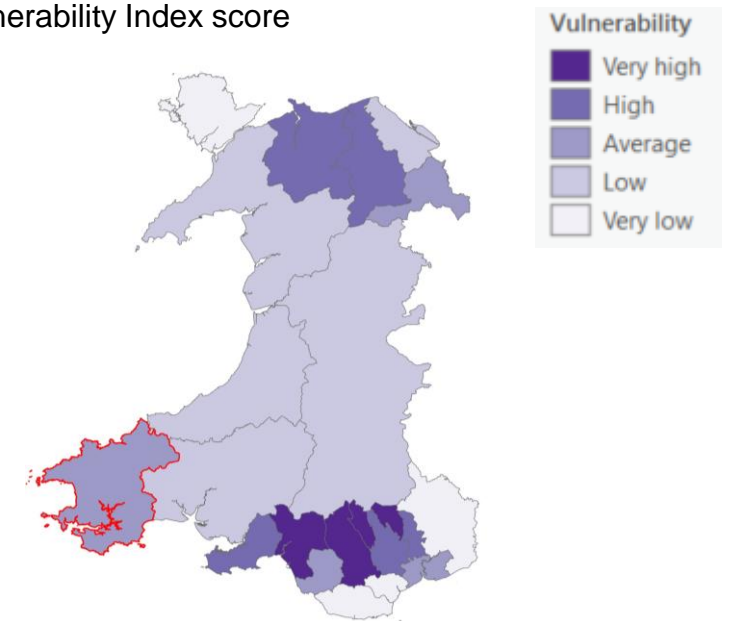 nerability Index score
Vulnerability
Very high
High
Average
Low
Very low